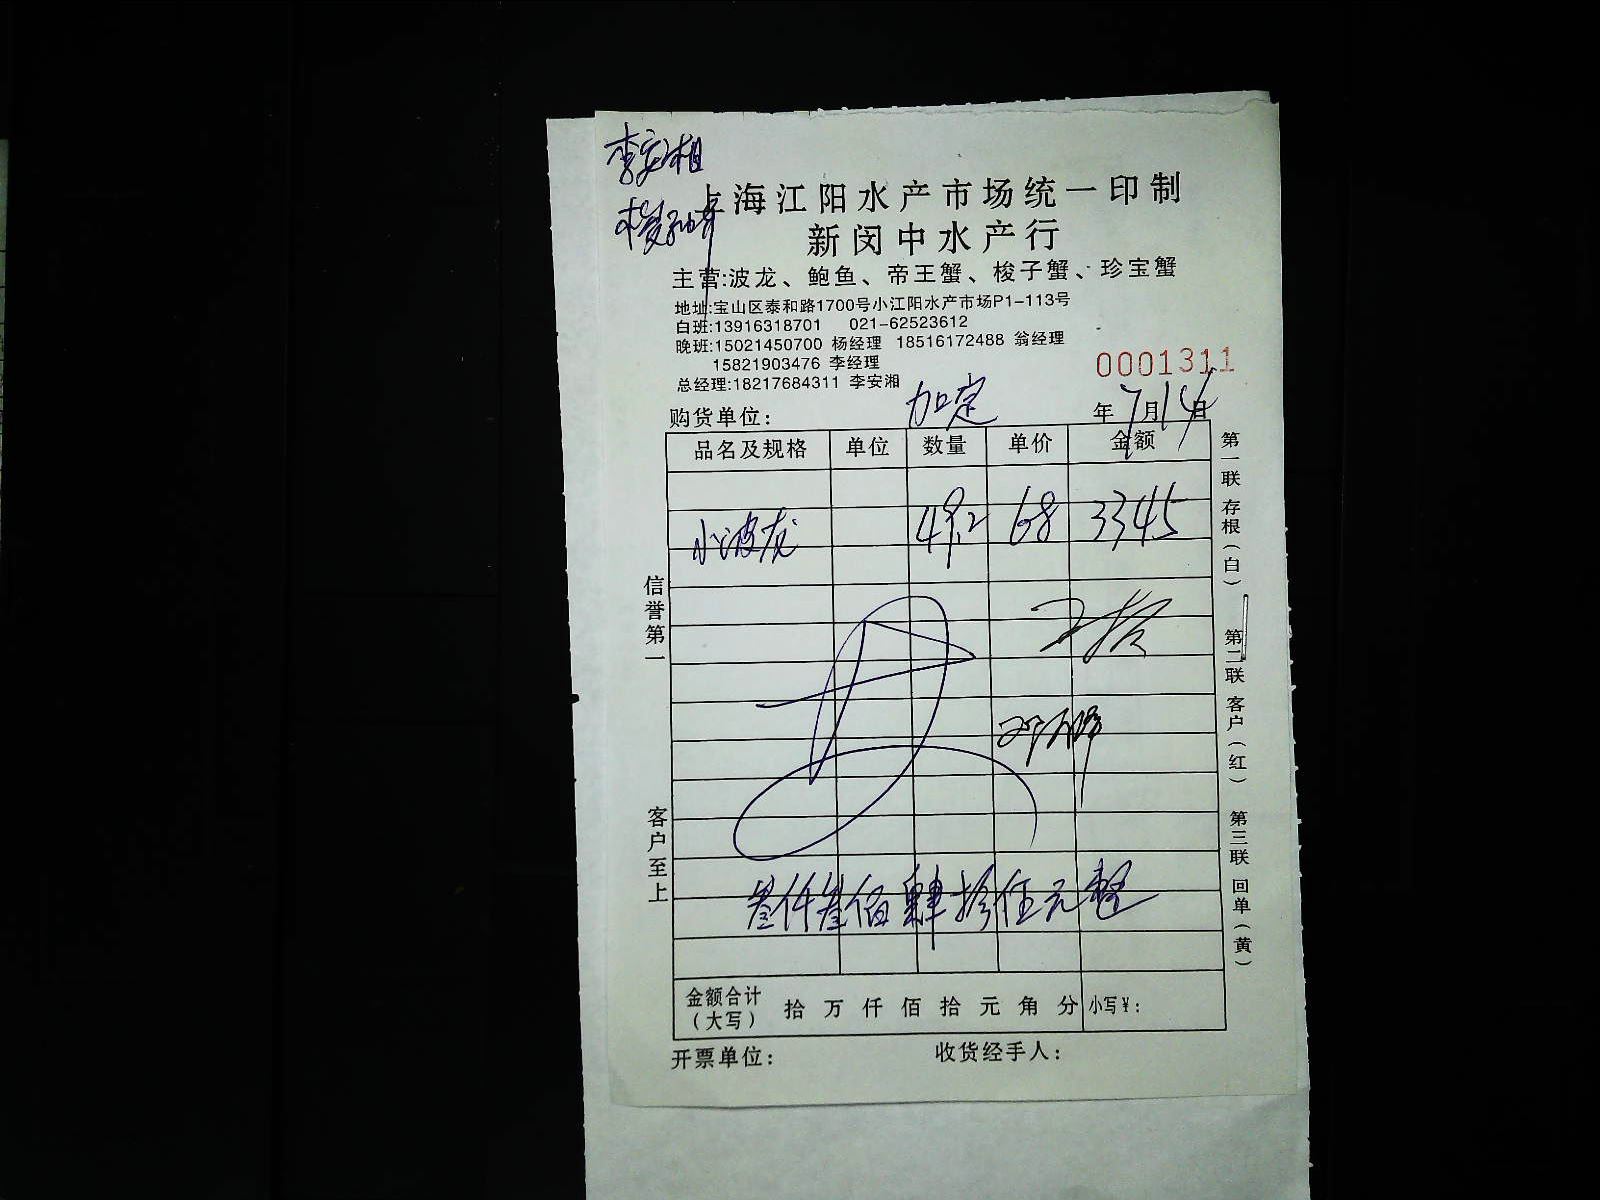 李安湘
上海江阳水产市场统一印制
新闵中水产行
主营:波龙、鲍鱼、帝王蟹、梭子蟹、珍宝蟹
地址:宝山区泰和路1700号小江阳水产市场P1-113号
白班:13916318701 021-62523612
晚班:15021450700 杨经理 18516172488 翁经理
15821903476 李经理
总经理:18217684311 李安湘
0001311
购货单位: 加定 年7月14日
品名及规格 单位 数量 单价 金额
小波龙 49.2 68 3345
叁仟叁佰肆拾伍元整
金额合计(大写) 拾 万 仟 佰 拾 元 角 分 小写¥:
开票单位: 收货经手人:
信誉第一 客户至上
第一联存根(白) 第二联客户(红) 第三联回单(黄)